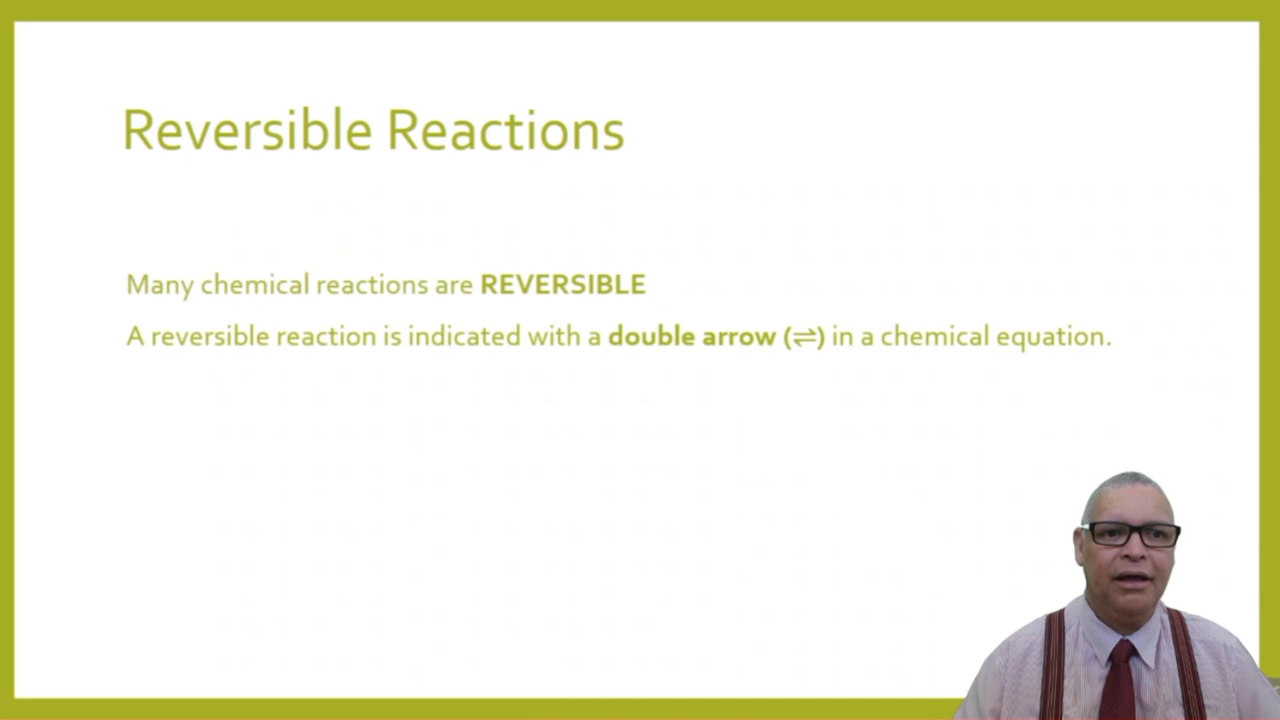 Reversible Reactions
Many chemical reactions are REVERSIBLE
A reversible reaction is indicated with a double arrow (⇌) in a chemical equation.